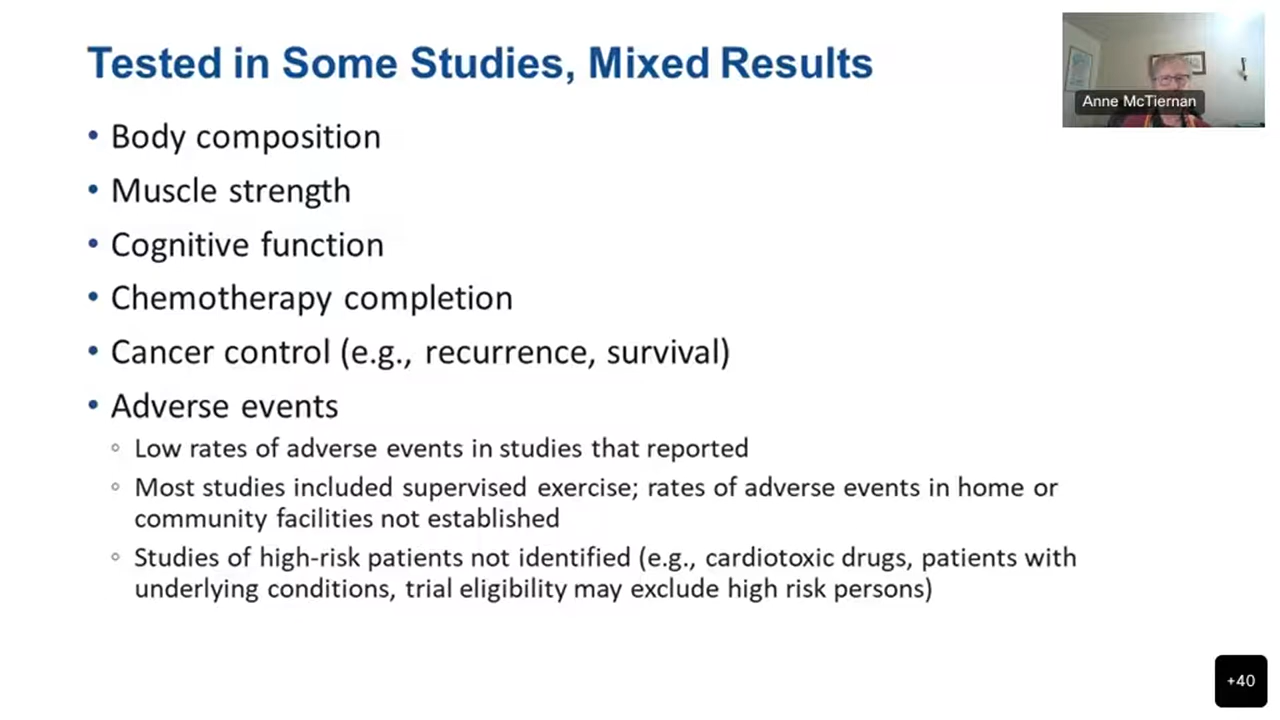 Tested in Some Studies, Mixed Results
Anne McTiernan
• Body composition
• Muscle strength
• Cognitive function
• Chemotherapy completion
• Cancer control (e.g., recurrence, survival)
• Adverse events
◦ Low rates of adverse events in studies that reported
◦ Most studies included supervised exercise; rates of adverse events in home or
community facilities not established
◦ Studies of high-risk patients not identified (e.g., cardiotoxic drugs, patients with
underlying conditions, trial eligibility may exclude high risk persons)
+40